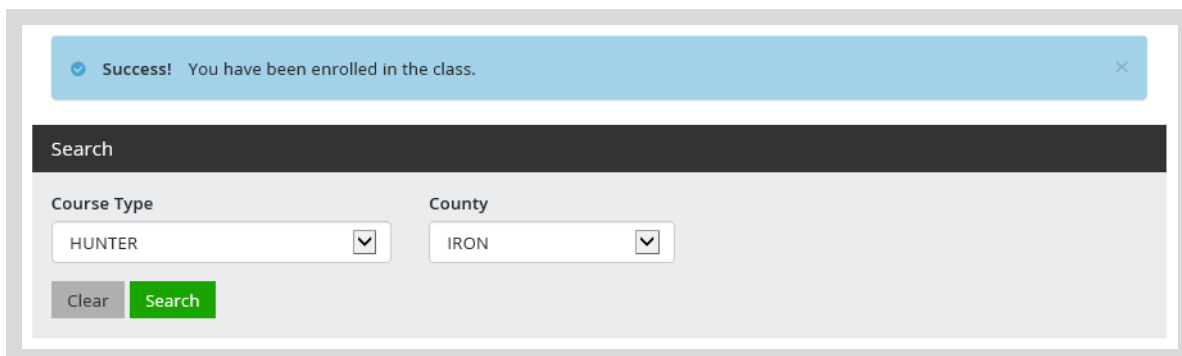 Success! You have been enrolled in the class. ×
Search
Course Type County
HUNTER IRON
Clear Search